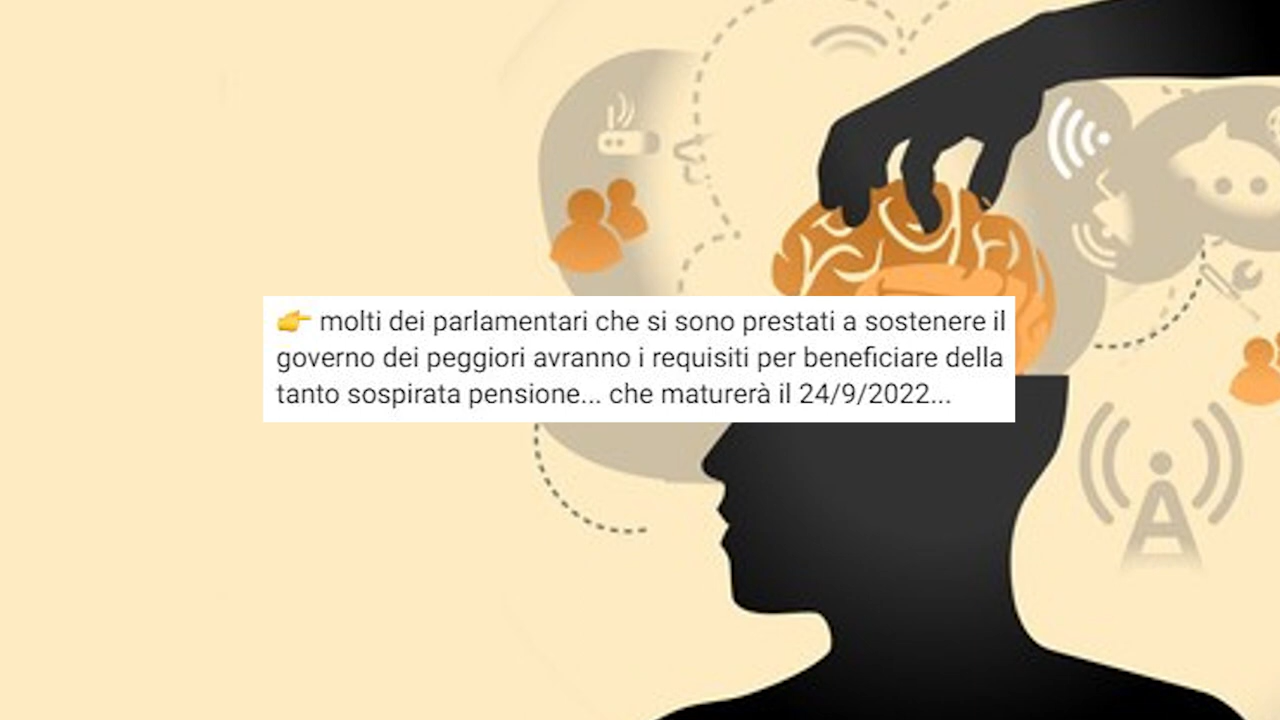 👉 molti dei parlamentari che si sono prestati a sostenere il
governo dei peggiori avranno i requisiti per beneficiare della
tanto sospirata pensione... che maturerà il 24/9/2022...